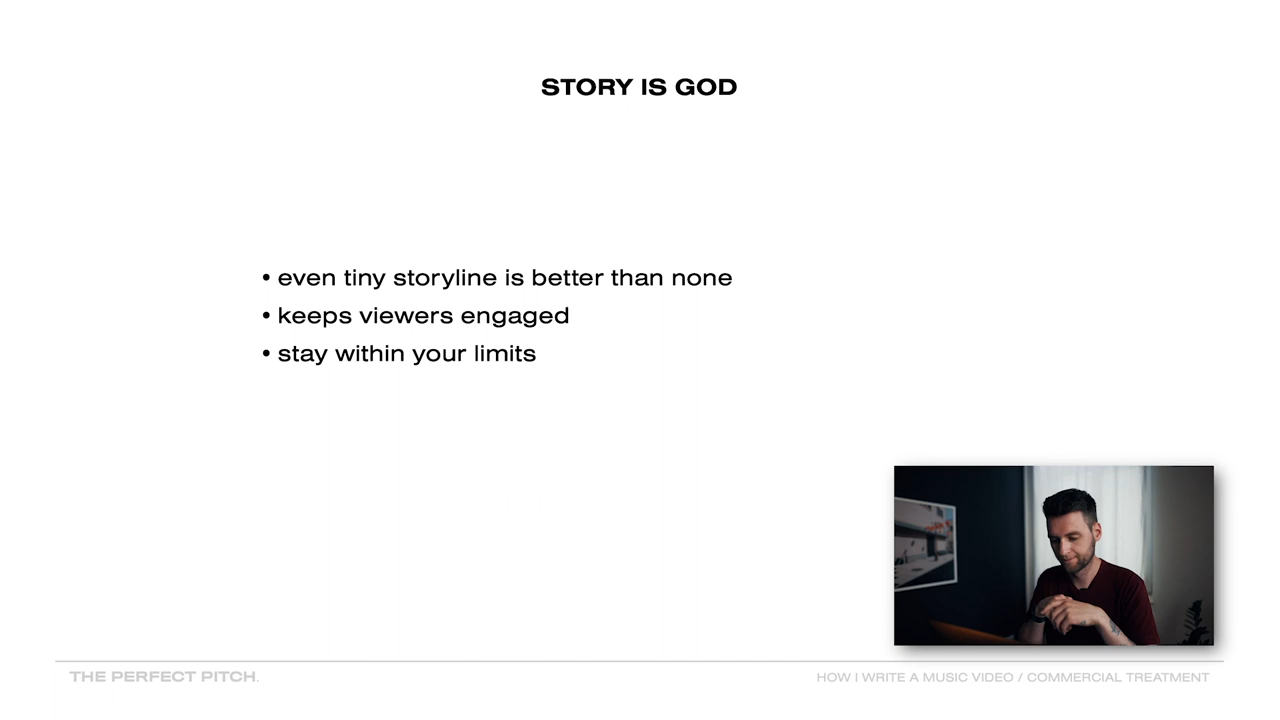 STORY IS GOD
• even tiny storyline is better than none
• keeps viewers engaged
• stay within your limits
THE PERFECT PITCH.
HOW I WRITE A MUSIC VIDEO / COMMERCIAL TREATMENT